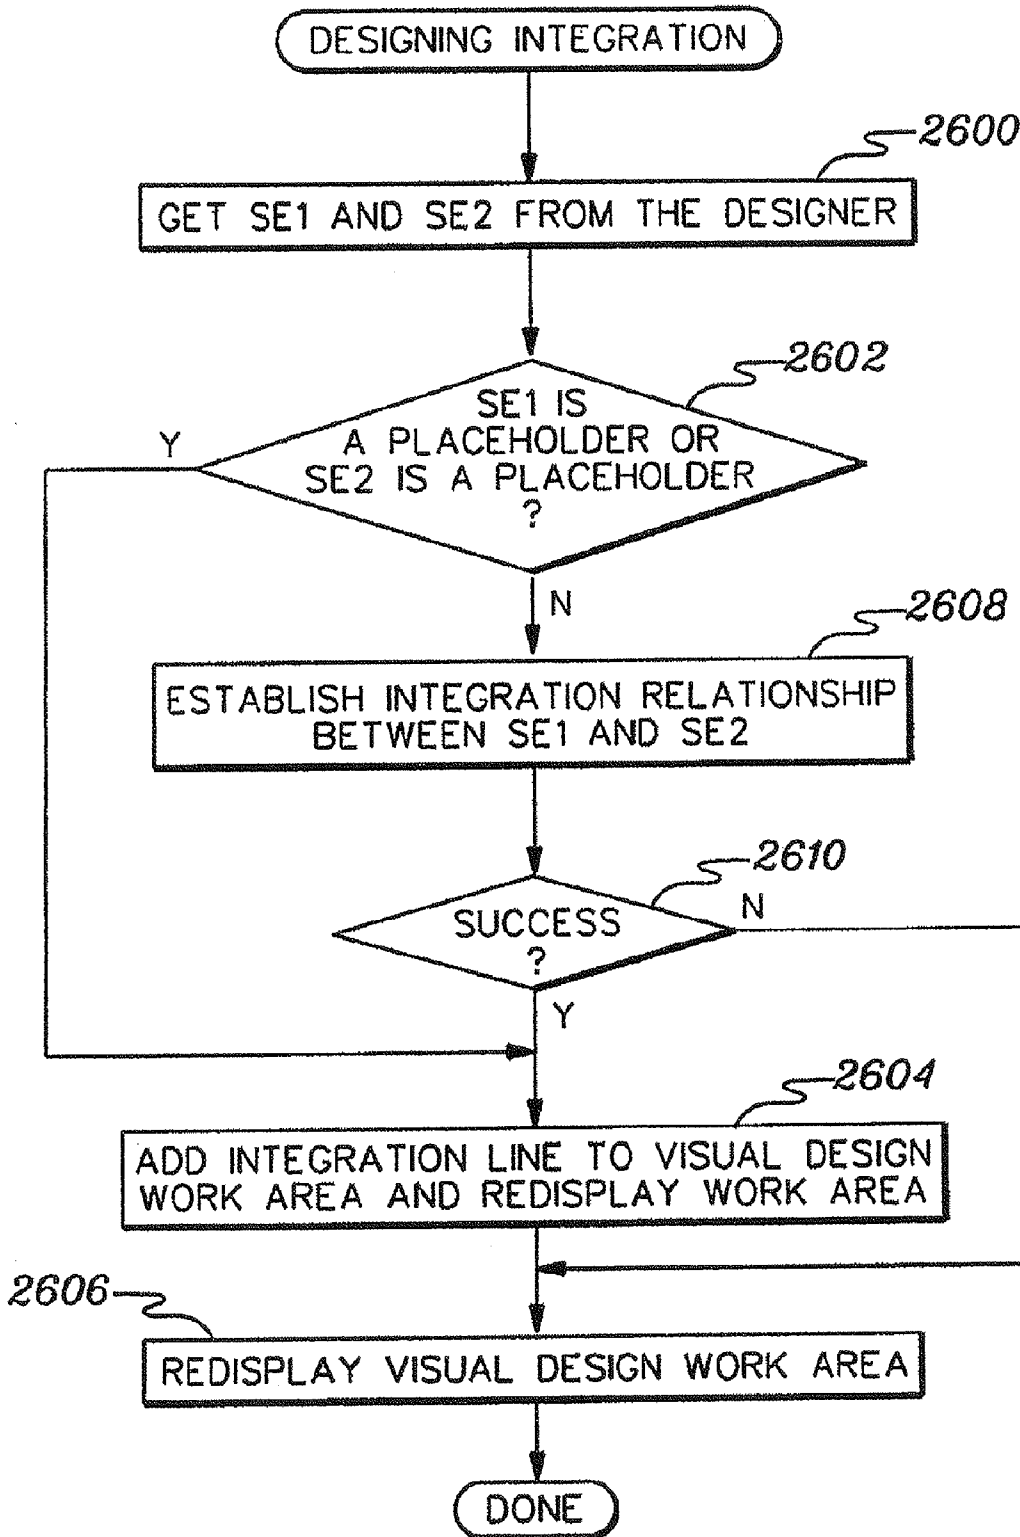 DESIGNING INTEGRATION
2600
GET SE1 AND SE2 FROM THE DESIGNER
2602
SE1 IS
A PLACEHOLDER OR
SE2 IS A PLACEHOLDER
?
Y
N
2608
ESTABLISH INTEGRATION RELATIONSHIP
BETWEEN SE1 AND SE2
2610
SUCCESS
?
N
Y
2604
ADD INTEGRATION LINE TO VISUAL DESIGN
WORK AREA AND REDISPLAY WORK AREA
2606
REDISPLAY VISUAL DESIGN WORK AREA
DONE